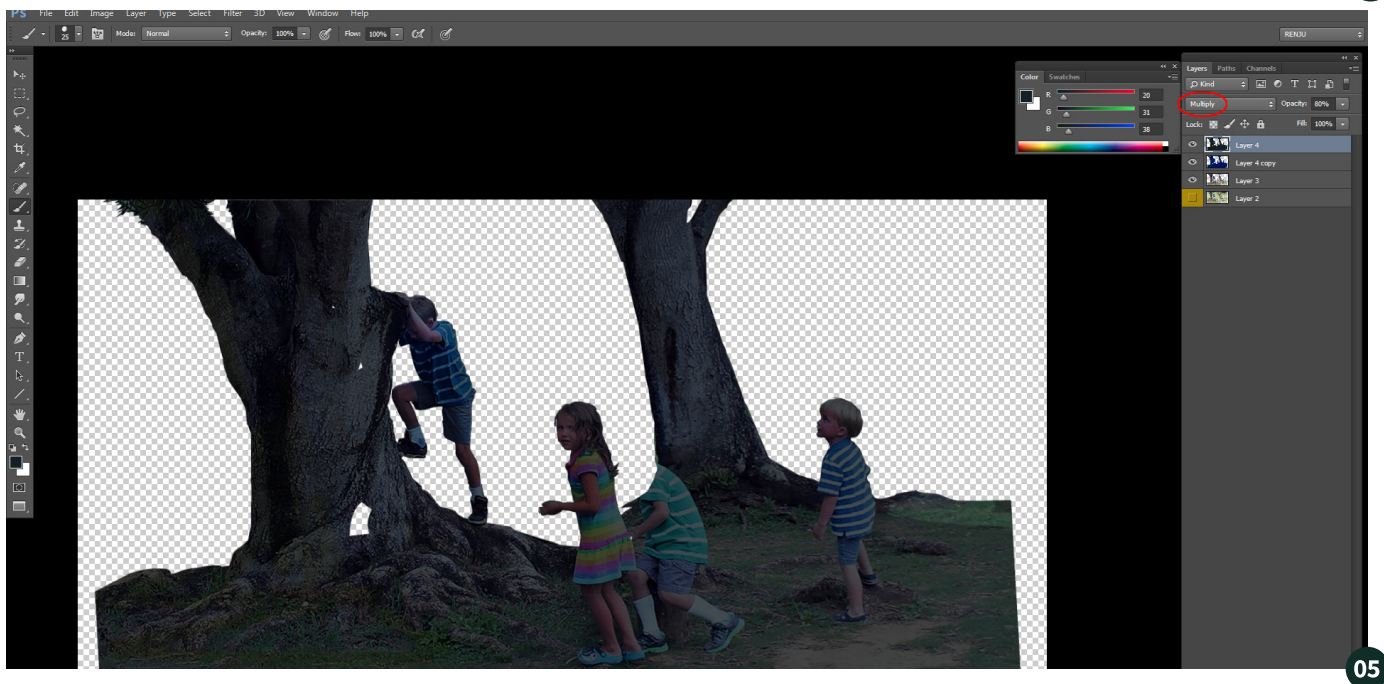 PS File Edit Image Layer Type Select Filter 3D View Window Help
25 Mode: Normal Opacity: 100% Flow: 100% RENJU
Color Swatches
R 20
G 31
B 38
Layers Paths Channels
Kind T
Multiply Opacity: 80%
Lock: Fill: 100%
Layer 4
Layer 4 copy
Layer 3
Layer 2
T
05